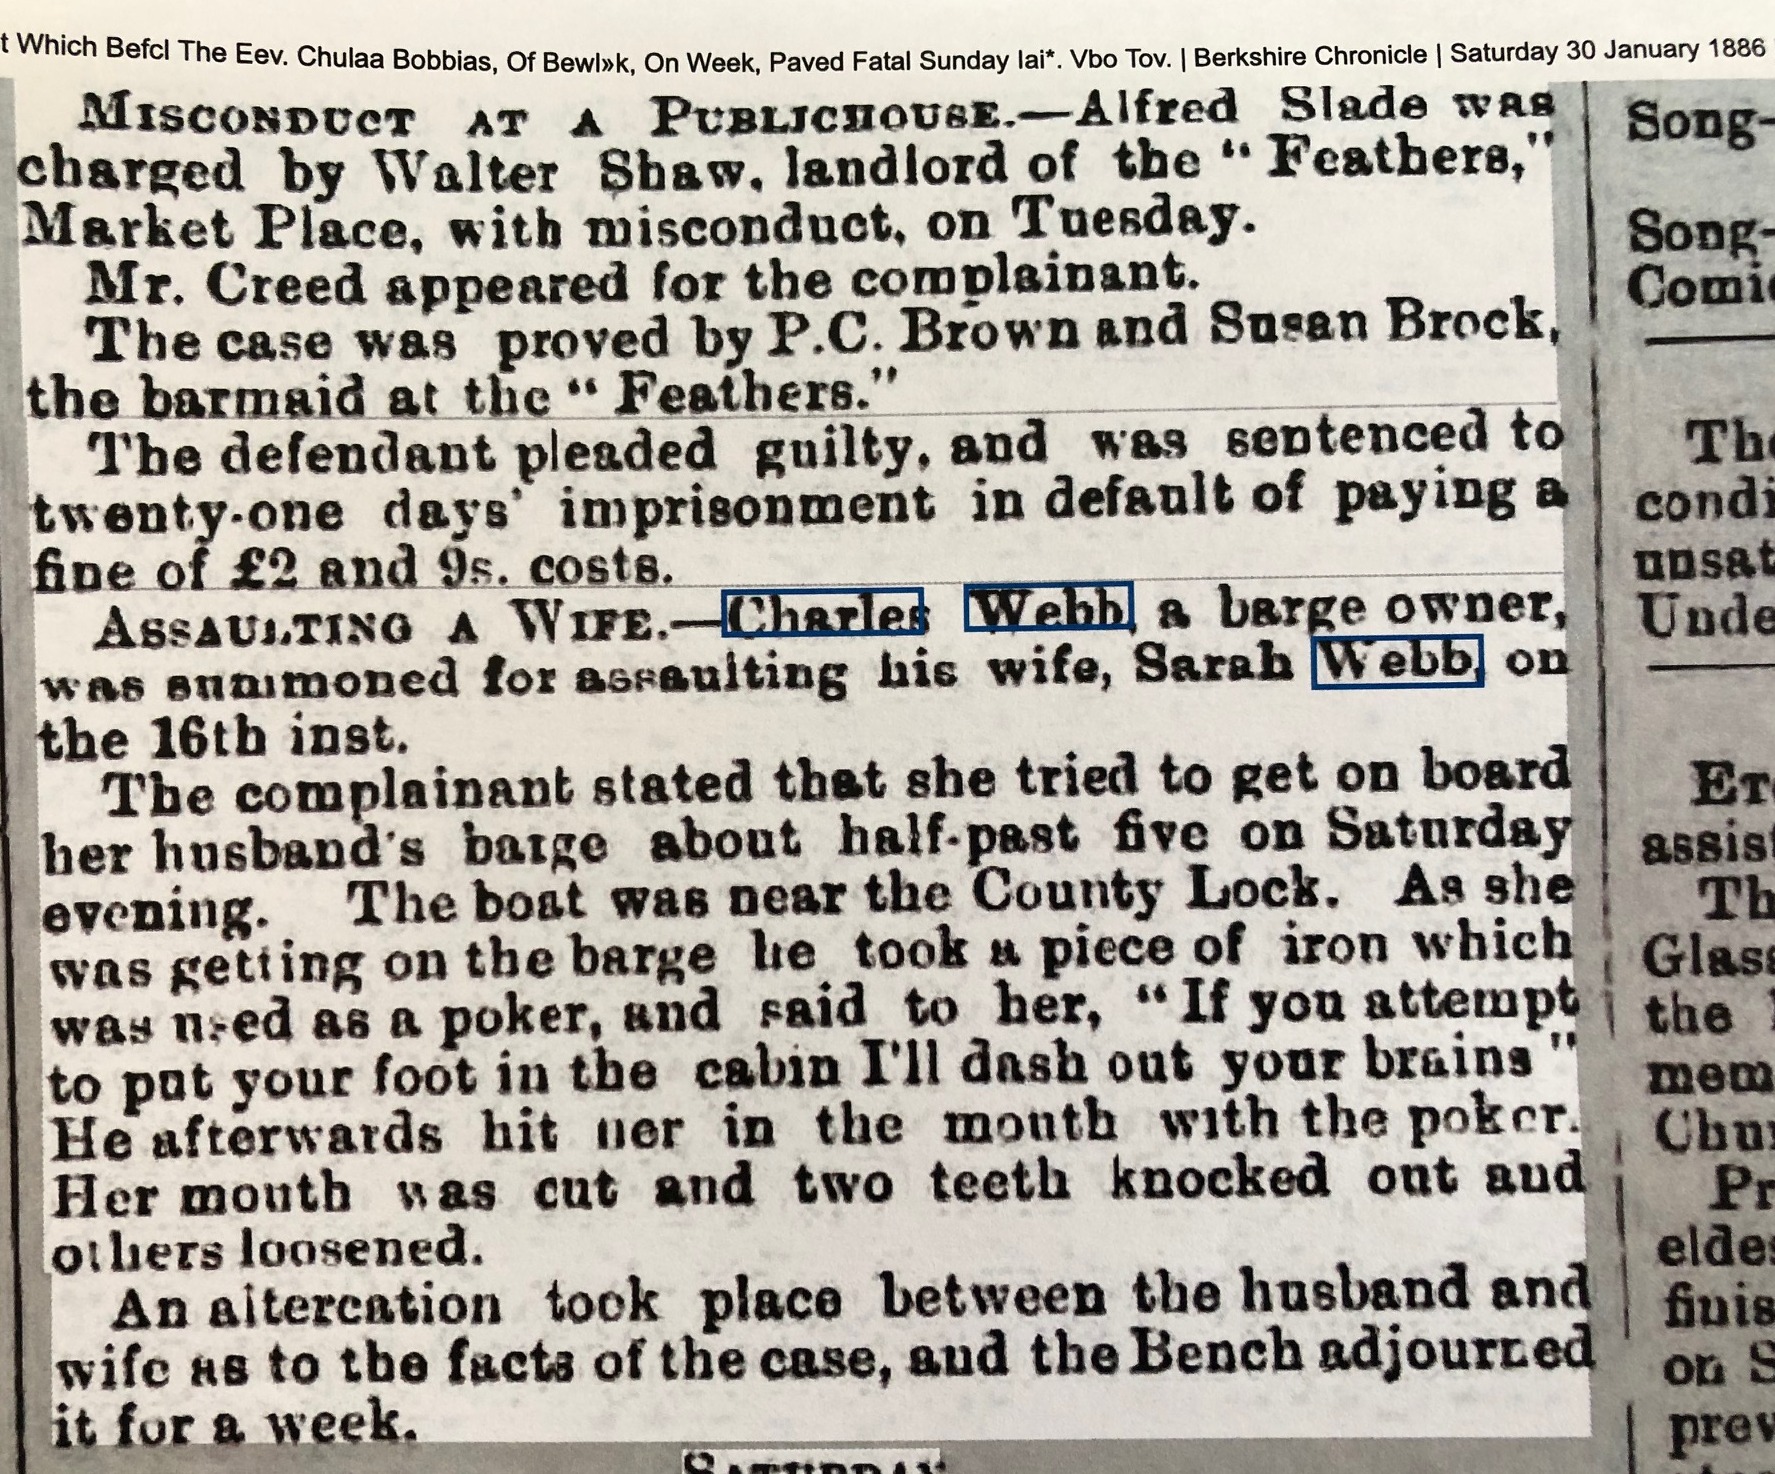 t Which Befcl The Eev. Chulaa Bobbias, Of Bewl»k, On Week, Paved Fatal Sunday Iai*. Vbo Tov. | Berkshire Chronicle | Saturday 30 January 1886
MISCONDUCT AT A PUBLICHOUSE.—Alfred Slade was
charged by Walter Shaw, landlord of the "Feathers,"
Market Place, with misconduct, on Tuesday.
Mr. Creed appeared for the complainant.
The case was proved by P.C. Brown and Susan Brock,
the barmaid at the "Feathers."
The defendant pleaded guilty, and was sentenced to
twenty-one days' imprisonment in default of paying a
fine of £2 and 9s. costs.
ASSAULTING A WIFE.—Charles Webb, a barge owner,
was summoned for assaulting his wife, Sarah Webb, on
the 16th inst.
The complainant stated that she tried to get on board
her husband's barge about half-past five on Saturday
evening. The boat was near the County Lock. As she
was getting on the barge he took a piece of iron which
was used as a poker, and said to her, "If you attempt
to put your foot in the cabin I'll dash out your brains"
He afterwards hit her in the mouth with the poker.
Her mouth was cut and two teeth knocked out and
others loosened.
An altercation took place between the husband and
wife as to the facts of the case, and the Bench adjourned
it for a week.
SATURDAY
Song-
Song-
Comic
The
condi
unsat
Unde
assist
Th
Glass
the
mem
Chur
Pr
eldes
finis
on S
prev